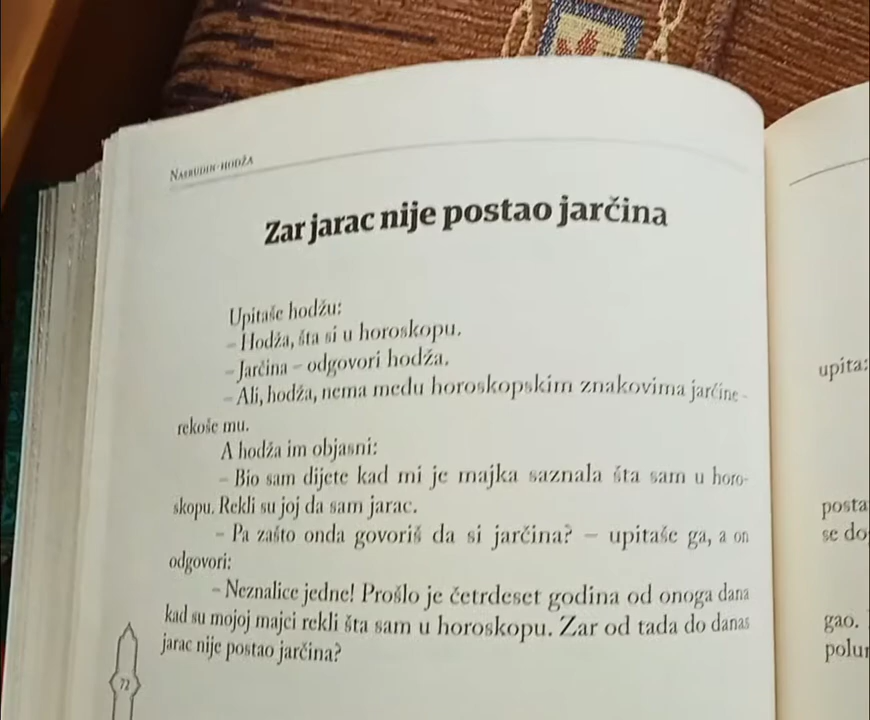 Nasrudin-hodža
Zar jarac nije postao jarčina
Upitaše hodžu:
– Hodža, šta si u horoskopu.
– Jarčina – odgovori hodža.
– Ali, hodža, nema među horoskopskim znakovima jarčine –
rekoše mu.
A hodža im objasni:
– Bio sam dijete kad mi je majka saznala šta sam u horo-
skopu. Rekli su joj da sam jarac.
– Pa zašto onda govoriš da si jarčina? – upitaše ga, a on
odgovori:
– Neznalice jedne! Prošlo je četrdeset godina od onoga dana
kad su mojoj majci rekli šta sam u horoskopu. Zar od tada do danas
jarac nije postao jarčina?
72
upita:
posta
se do
gao.